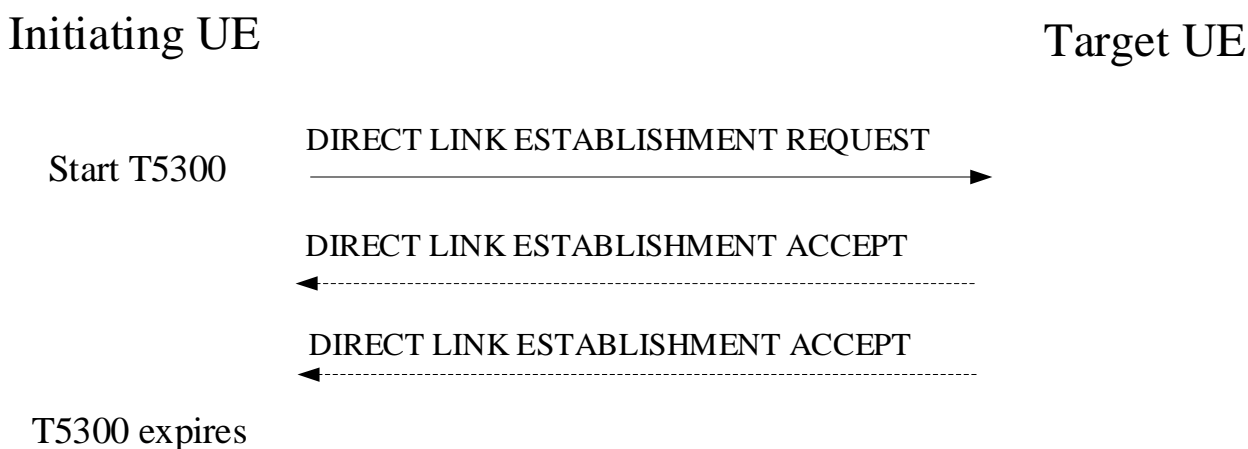 Initiating UE
Target UE
DIRECT LINK ESTABLISHMENT REQUEST
Start T5300
DIRECT LINK ESTABLISHMENT ACCEPT
DIRECT LINK ESTABLISHMENT ACCEPT
T5300 expires